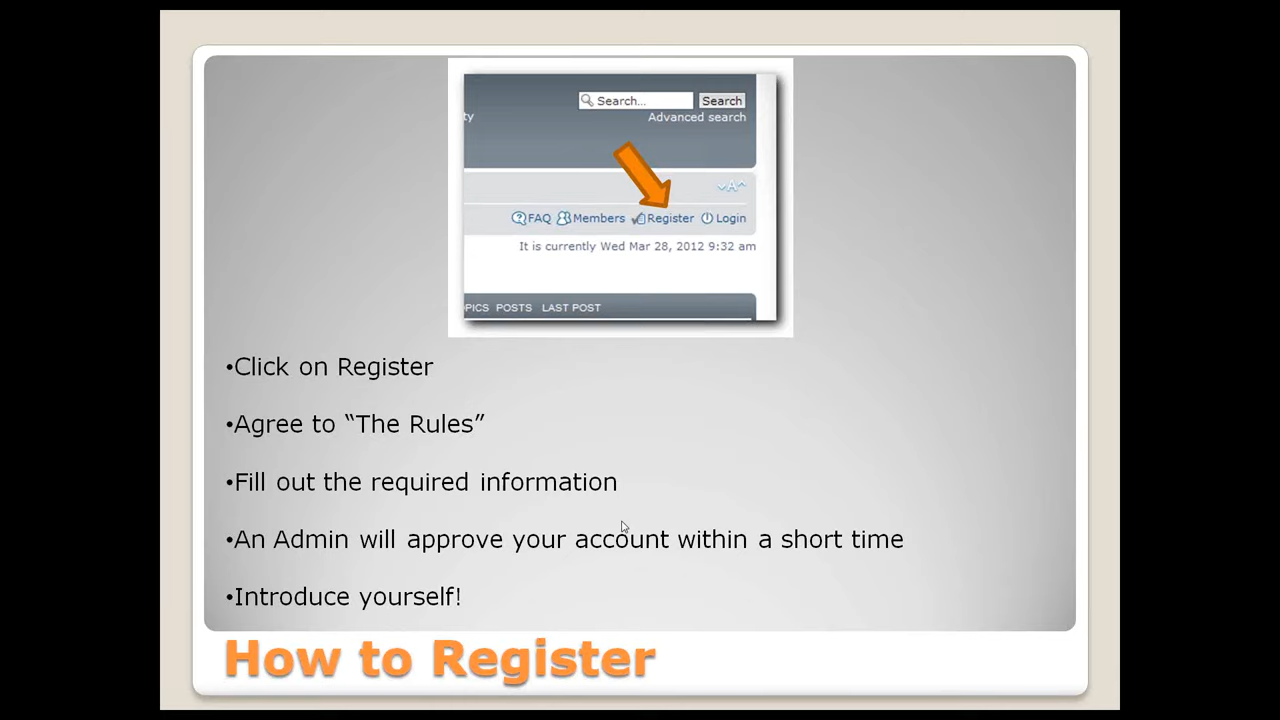 Search... Search
ty Advanced search
A
FAQ Members Register Login
It is currently Wed Mar 28, 2012 9:32 am
PICS POSTS LAST POST
•Click on Register
•Agree to “The Rules”
•Fill out the required information
•An Admin will approve your account within a short time
•Introduce yourself!
How to Register